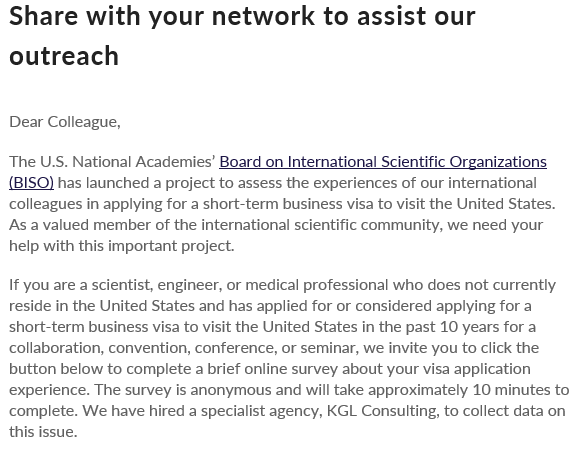 Share with your network to assist our
outreach
Dear Colleague,
The U.S. National Academies’ Board on International Scientific Organizations
(BISO) has launched a project to assess the experiences of our international
colleagues in applying for a short-term business visa to visit the United States.
As a valued member of the international scientific community, we need your
help with this important project.
If you are a scientist, engineer, or medical professional who does not currently
reside in the United States and has applied for or considered applying for a
short-term business visa to visit the United States in the past 10 years for a
collaboration, convention, conference, or seminar, we invite you to click the
button below to complete a brief online survey about your visa application
experience. The survey is anonymous and will take approximately 10 minutes to
complete. We have hired a specialist agency, KGL Consulting, to collect data on
this issue.